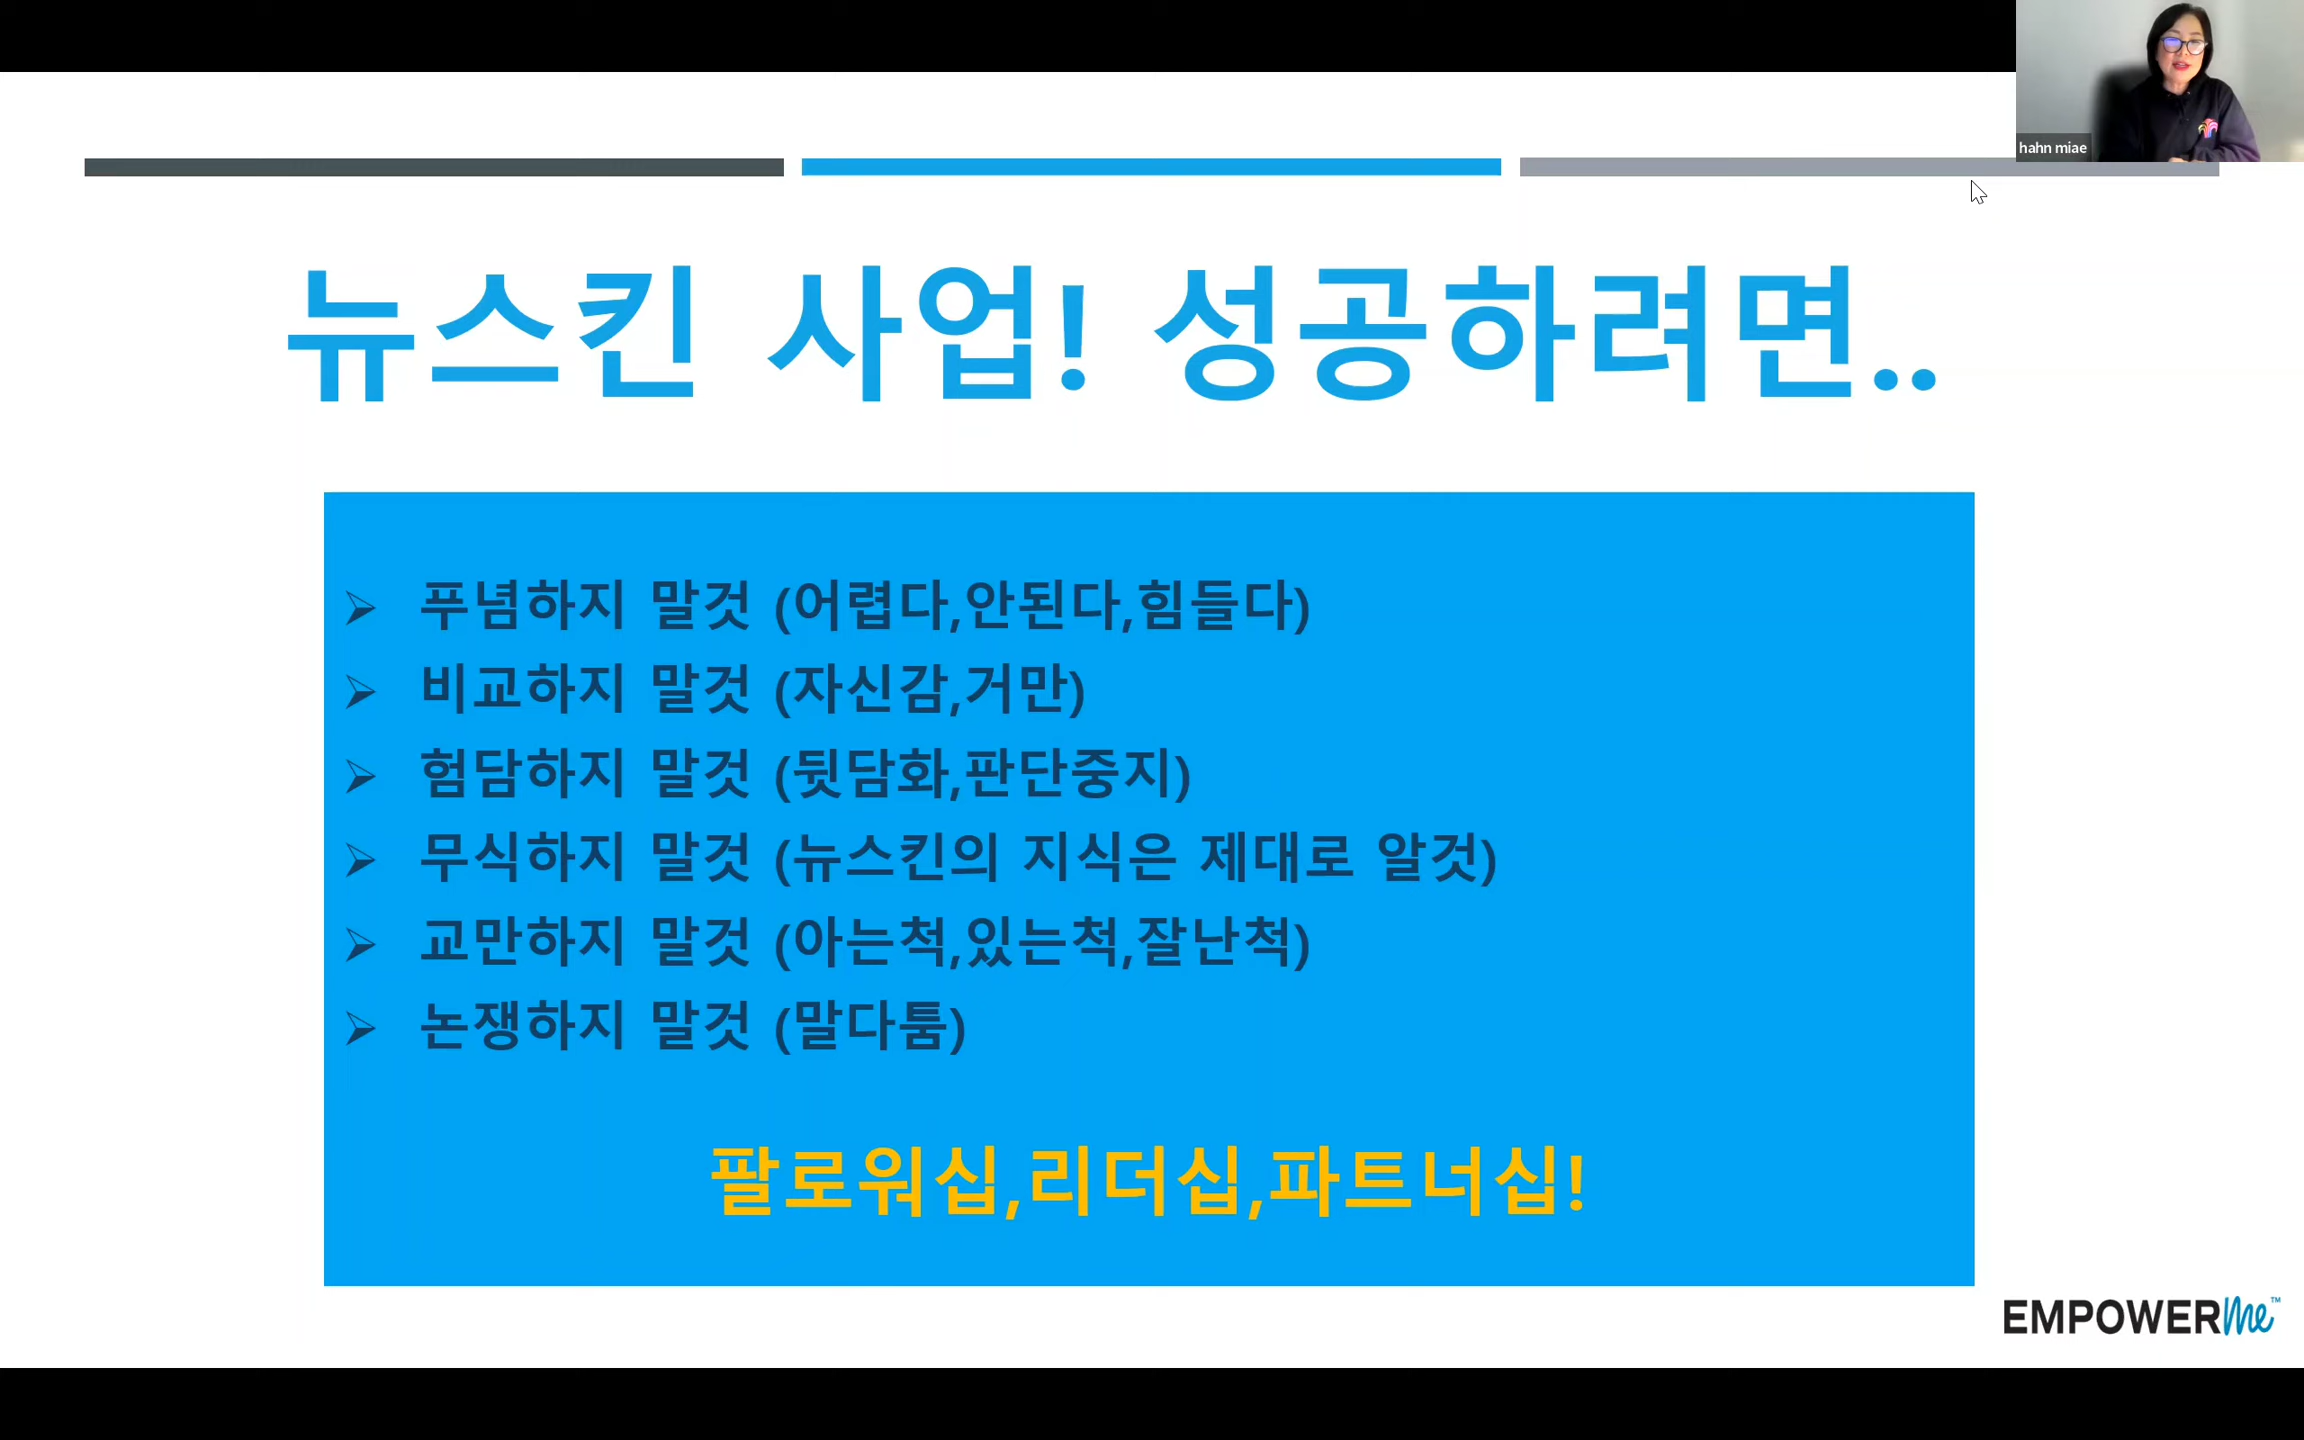 hahn miae
뉴스킨 사업! 성공하려면..
푸념하지 말것 (어렵다,안된다,힘들다)
비교하지 말것 (자신감,거만)
험담하지 말것 (뒷담화,판단중지)
무식하지 말것 (뉴스킨의 지식은 제대로 알것)
교만하지 말것 (아는척,있는척,잘난척)
논쟁하지 말것 (말다툼)
팔로워십,리더십,파트너십!
EMPOWERme™